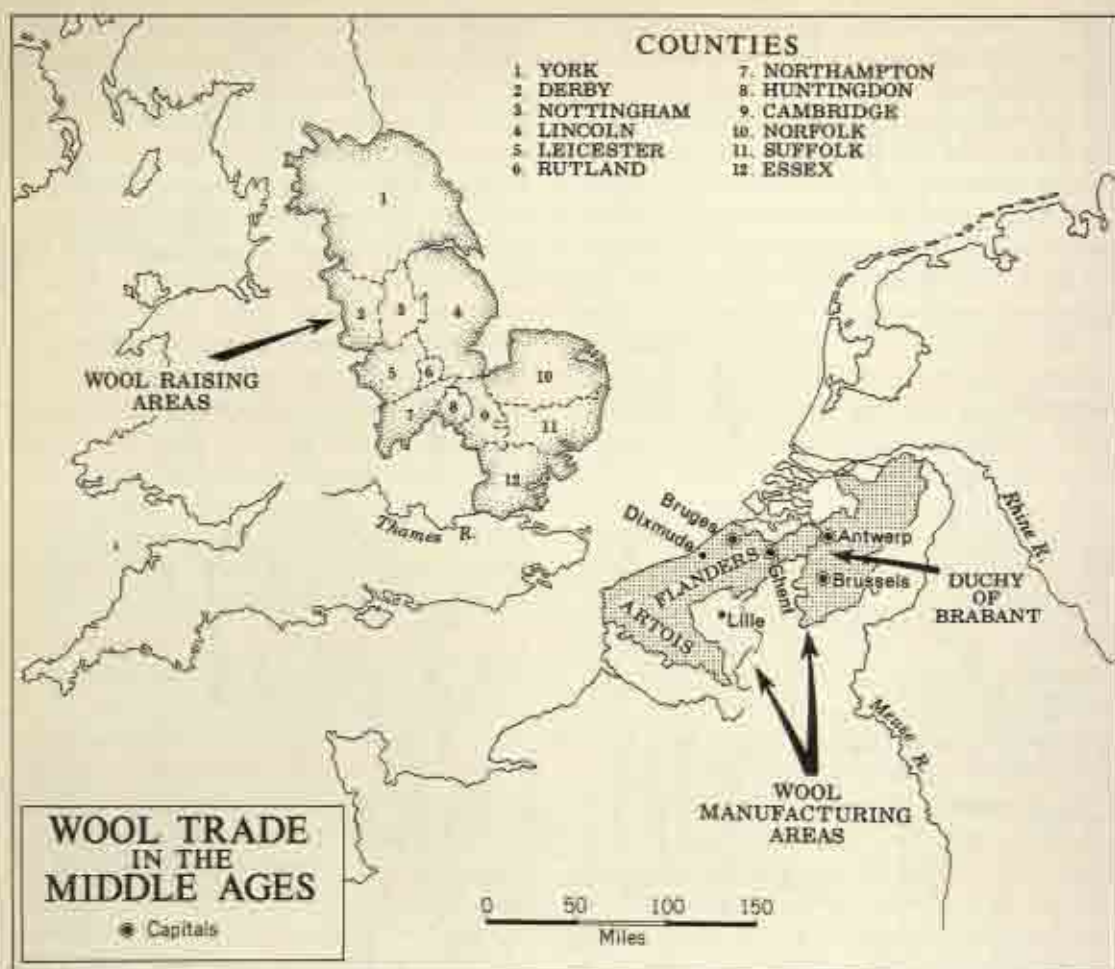 COUNTIES
1. YORK
2. DERBY
3. NOTTINGHAM
4. LINCOLN
5. LEICESTER
6. RUTLAND
7. NORTHAMPTON
8. HUNTINGDON
9. CAMBRIDGE
10. NORFOLK
11. SUFFOLK
12. ESSEX
1
2
3
4
5
6
7
8
9
10
11
12
WOOL RAISING
AREAS
Thames R.
Bruges
Dixmude
FLANDERS
ARTOIS
Ghent
Lille
Antwerp
Brussels
DUCHY
OF
BRABANT
Rhine R.
Meuse R.
WOOL
MANUFACTURING
AREAS
WOOL TRADE
IN THE
MIDDLE AGES
Capitals
0 50 100 150
Miles